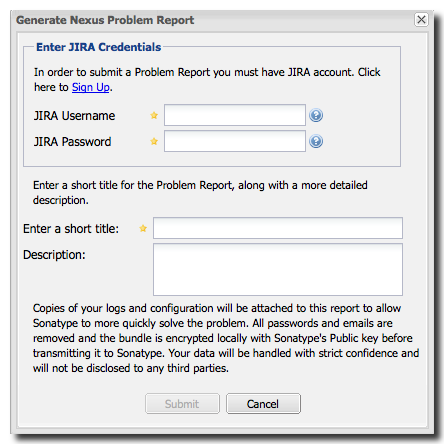 Generate Nexus Problem Report
Enter JIRA Credentials
In order to submit a Problem Report you must have JIRA account. Click
here to Sign Up.
JIRA Username
JIRA Password
Enter a short title for the Problem Report, along with a more detailed
description.
Enter a short title:
Description:
Copies of your logs and configuration will be attached to this report to allow
Sonatype to more quickly solve the problem. All passwords and emails are
removed and the bundle is encrypted locally with Sonatype's Public key before
transmitting it to Sonatype. Your data will be handled with strict confidence and
will not be disclosed to any third parties.
Submit
Cancel